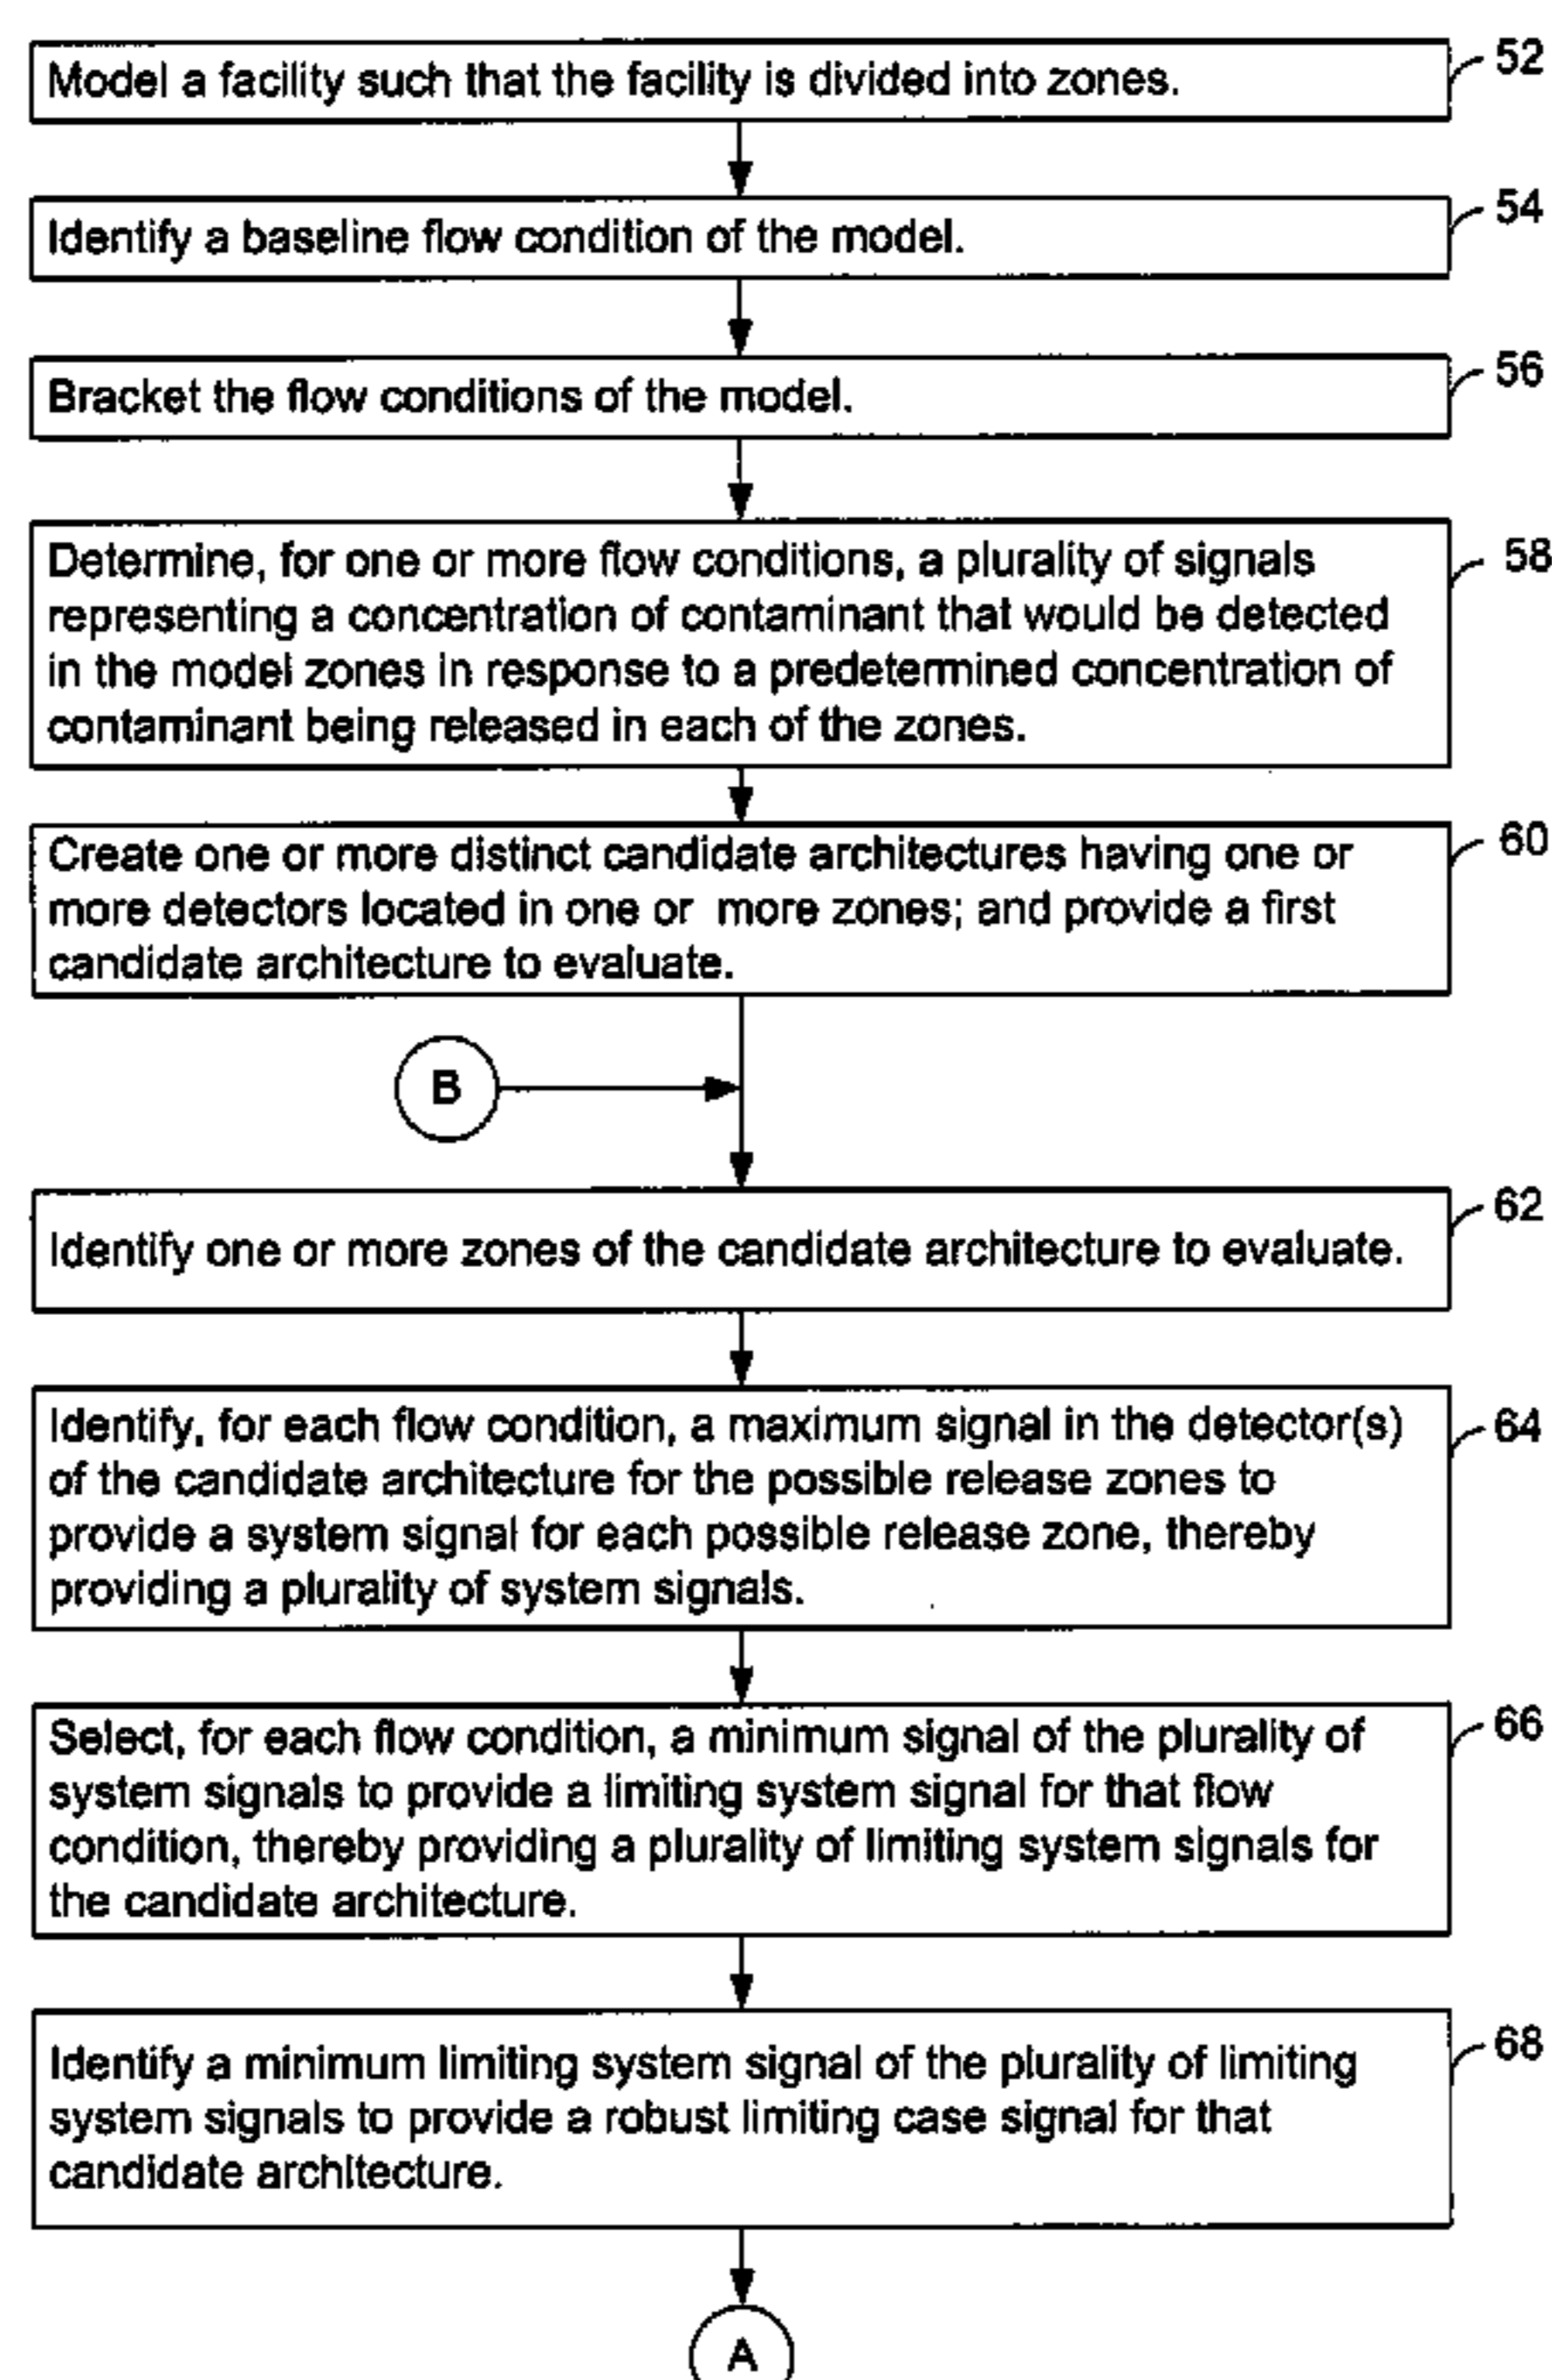 Model a facility such that the facility is divided into zones.
52
Identify a baseline flow condition of the model.
54
Bracket the flow conditions of the model.
56
Determine, for one or more flow conditions, a plurality of signals
representing a concentration of contaminant that would be detected
in the model zones in response to a predetermined concentration of
contaminant being released in each of the zones.
58
Create one or more distinct candidate architectures having one or
more detectors located in one or more zones; and provide a first
candidate architecture to evaluate.
60
B
Identify one or more zones of the candidate architecture to evaluate.
62
Identify, for each flow condition, a maximum signal in the detector(s)
of the candidate architecture for the possible release zones to
provide a system signal for each possible release zone, thereby
providing a plurality of system signals.
64
Select, for each flow condition, a minimum signal of the plurality of
system signals to provide a limiting system signal for that flow
condition, thereby providing a plurality of limiting system signals for
the candidate architecture.
66
Identify a minimum limiting system signal of the plurality of limiting
system signals to provide a robust limiting case signal for that
candidate architecture.
68
A